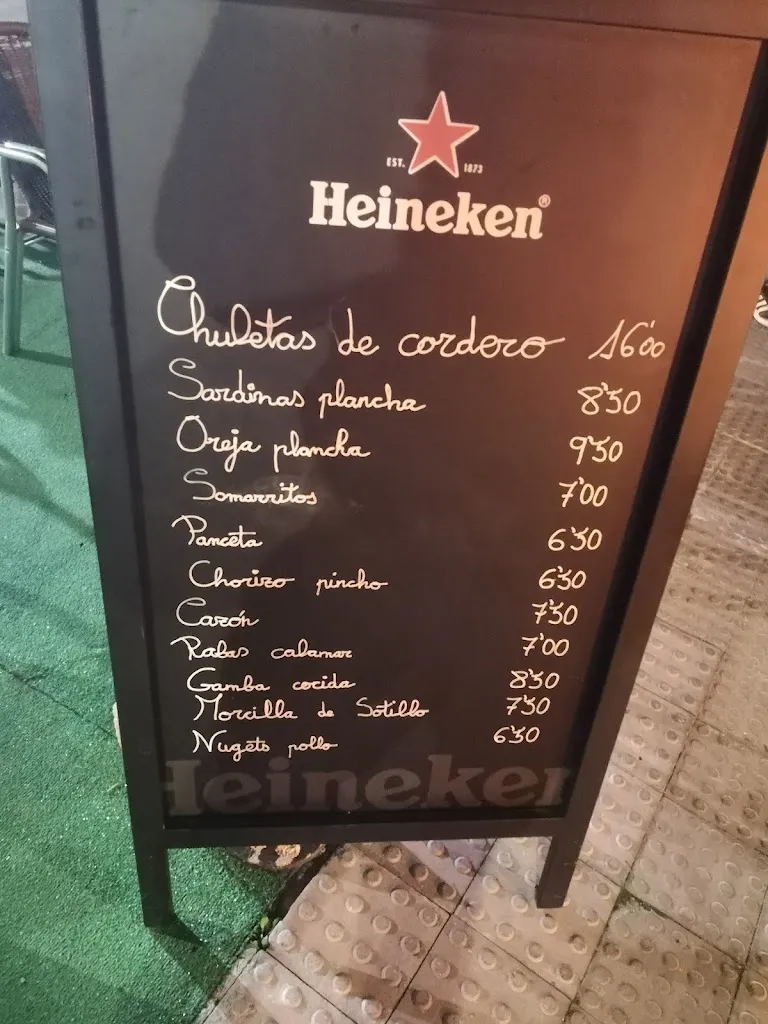 EST. 1873
Heineken®
Chuletas de cordero 16'00
Sardinas plancha 8'50
Oreja plancha 9'50
Somarritos 7'00
Panceta 6'50
Chorizo pincho 6'50
Cazón 7'50
Rabas calamar 7'00
Gamba cocida 8'50
Morcilla de Sotillo 7'50
Nugets pollo 6'50
Heineken